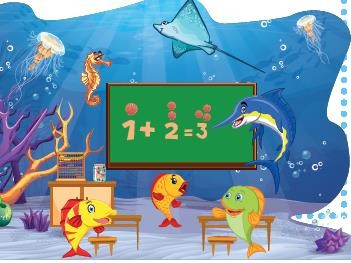 1 + 2 = 3